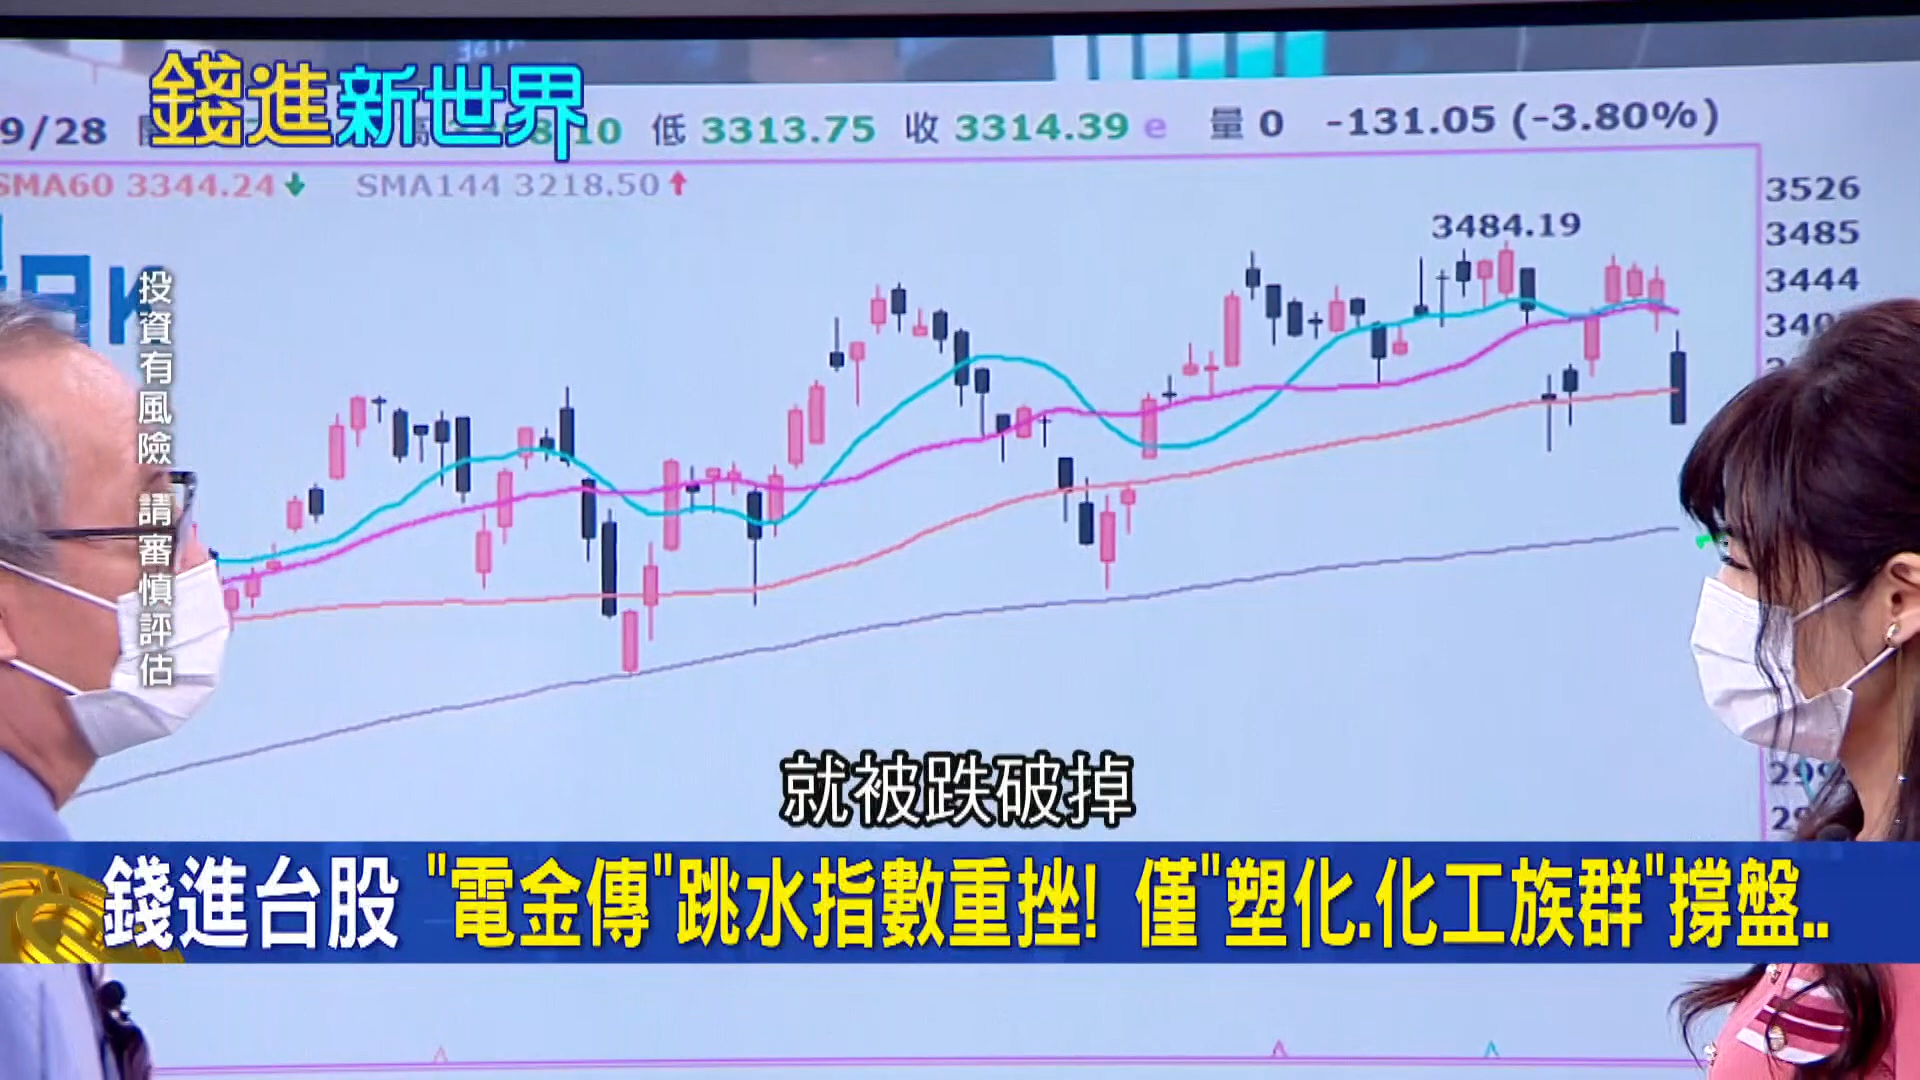 錢進新世界
9/28 10 低 3313.75 收 3314.39 e 量 0 -131.05 (-3.80%)
SMA60 3344.24↓ SMA144 3218.50↑
3526
3484.19
3485
3444
日K
投資有風險 請審慎評估
就被跌破掉
錢進台股 "電金傳"跳水指數重挫! 僅"塑化.化工族群"撐盤..